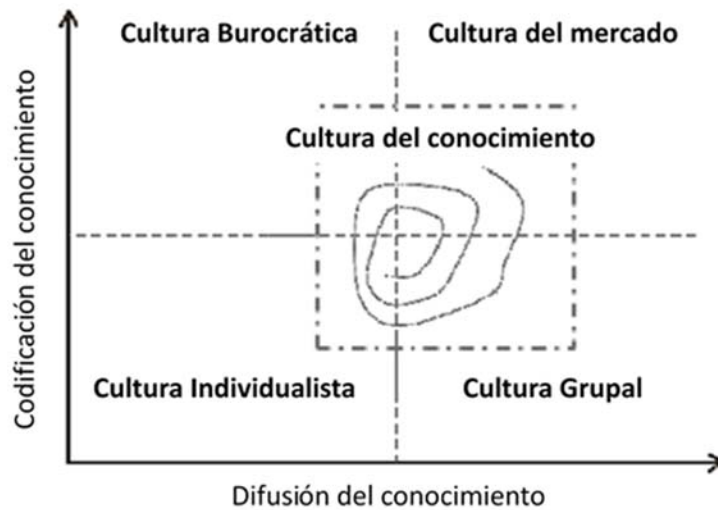 Cultura Burocrática
Cultura del mercado
Cultura del conocimiento
Codificación del conocimiento
Cultura Individualista
Cultura Grupal
Difusión del conocimiento